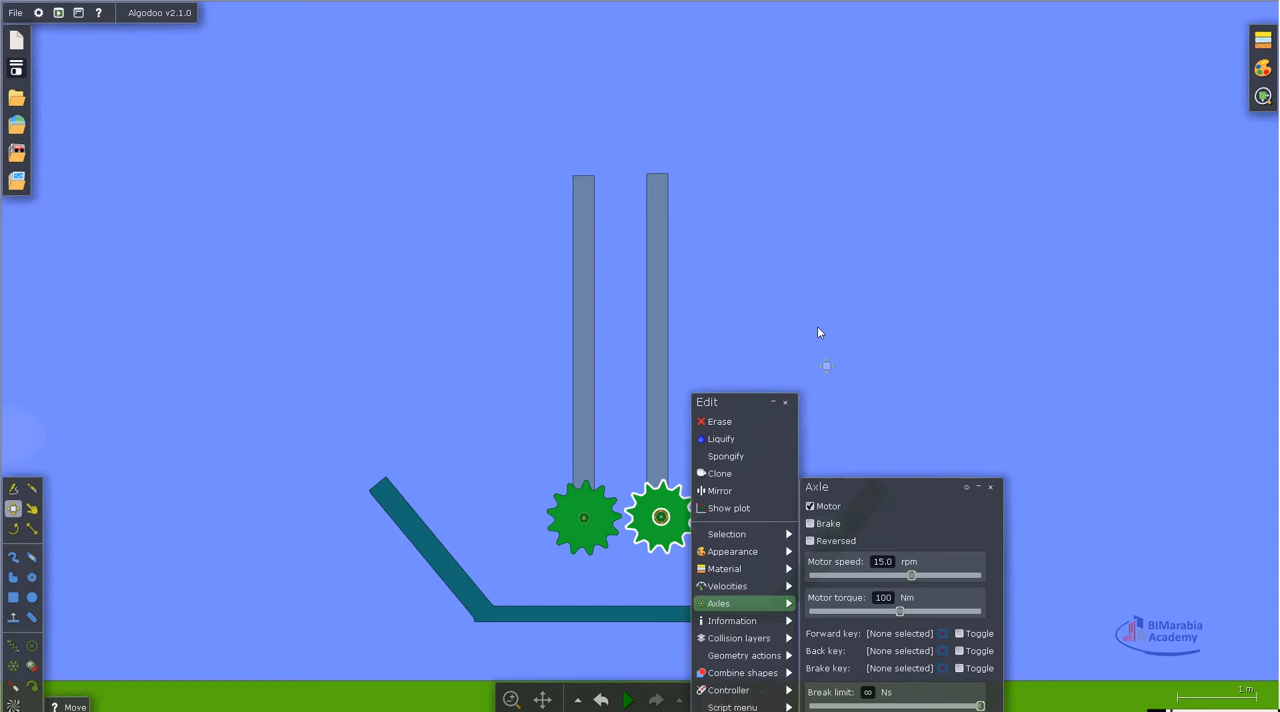 File ? Algodoo v2.1.0
Edit
Erase
Liquify
Spongify
Clone
Mirror
Show plot
Selection
Appearance
Material
Velocities
Axles
Information
Collision layers
Geometry actions
Combine shapes
Controller
Script menu
Axle
Motor
Brake
Reversed
Motor speed: 15.0 rpm
Motor torque: 100 Nm
Forward key: [None selected] Toggle
Back key: [None selected] Toggle
Brake key: [None selected] Toggle
Break limit: ∞ Ns
BIMarabia
Academy
1 m
? Move